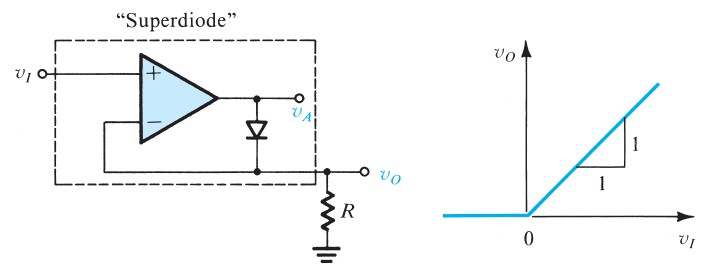 “Superdiode”
v_I
+
−
v_A
v_O
R
v_O
1
1
0
v_I